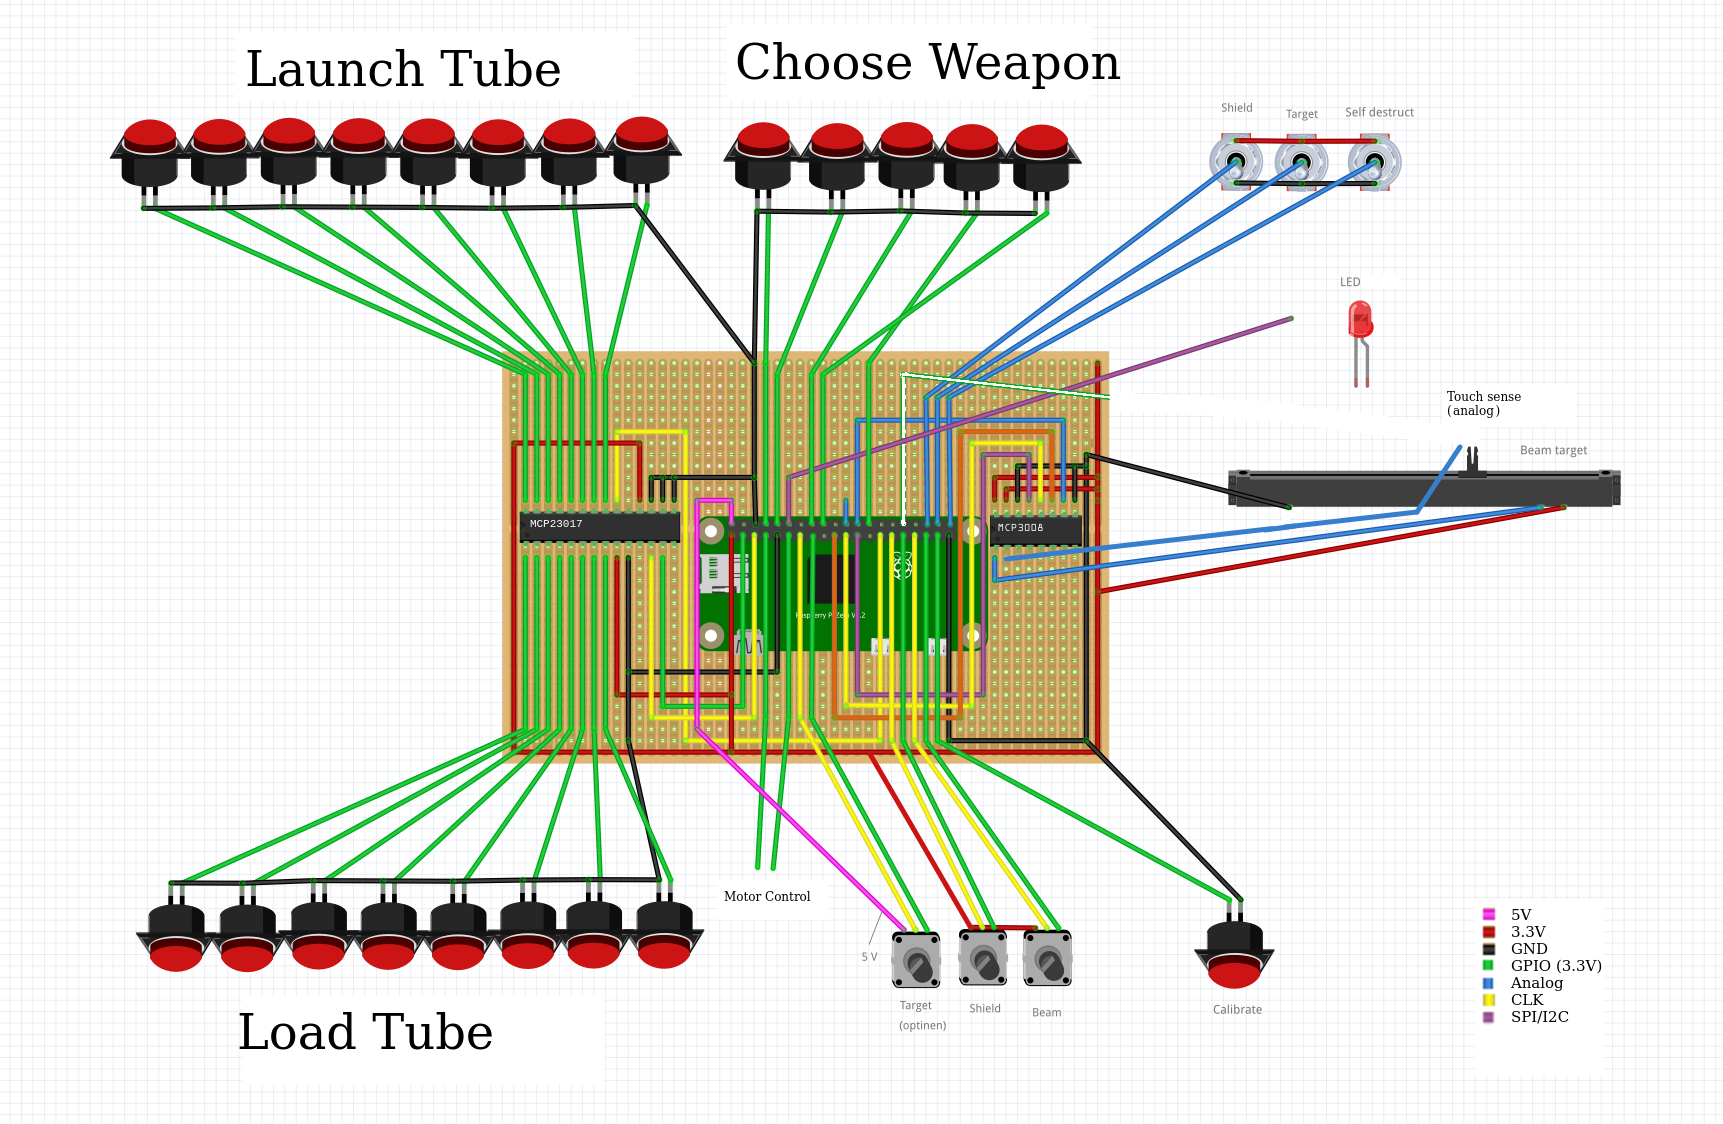 Launch Tube
Choose Weapon
Shield
Target
Self destruct
LED
Touch sense
(analog)
Beam target
MCP23017
MCP3008
Raspberry Pi Zero V1.2
Motor Control
5 V
Target
(optinen)
Shield
Beam
Calibrate
Load Tube
5V
3.3V
GND
GPIO (3.3V)
Analog
CLK
SPI/I2C